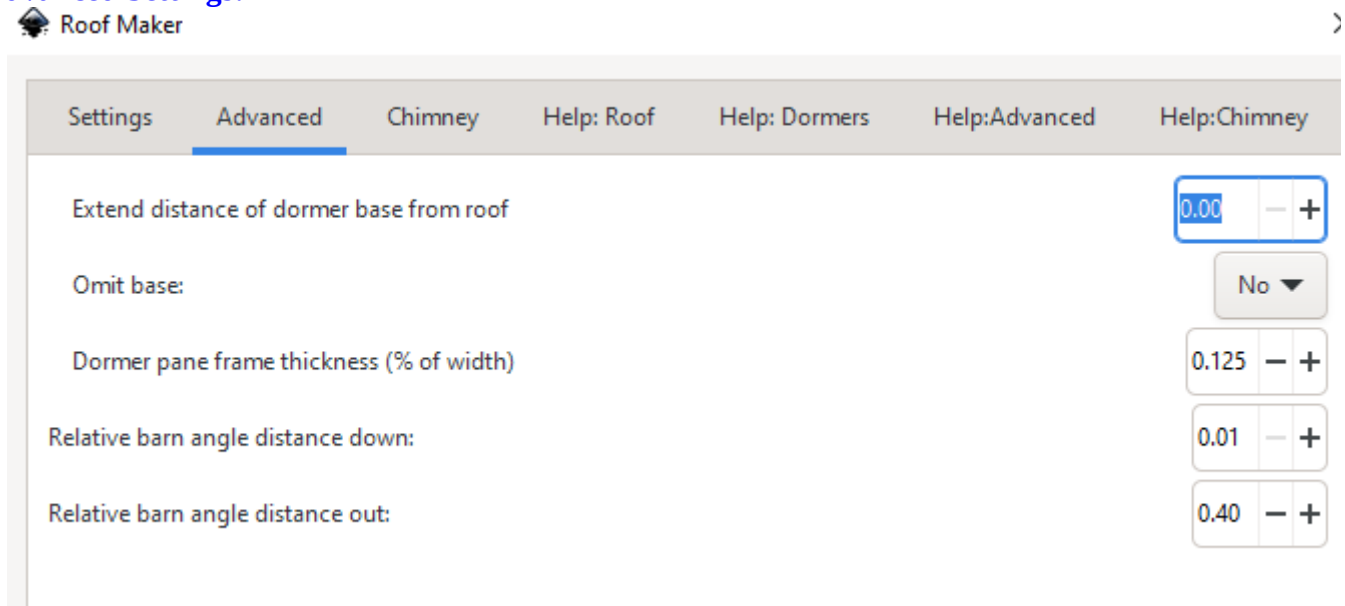 Roof Maker
Settings Advanced Chimney Help: Roof Help: Dormers Help:Advanced Help:Chimney
Extend distance of dormer base from roof 0.00
Omit base: No
Dormer pane frame thickness (% of width) 0.125
Relative barn angle distance down: 0.01
Relative barn angle distance out: 0.40